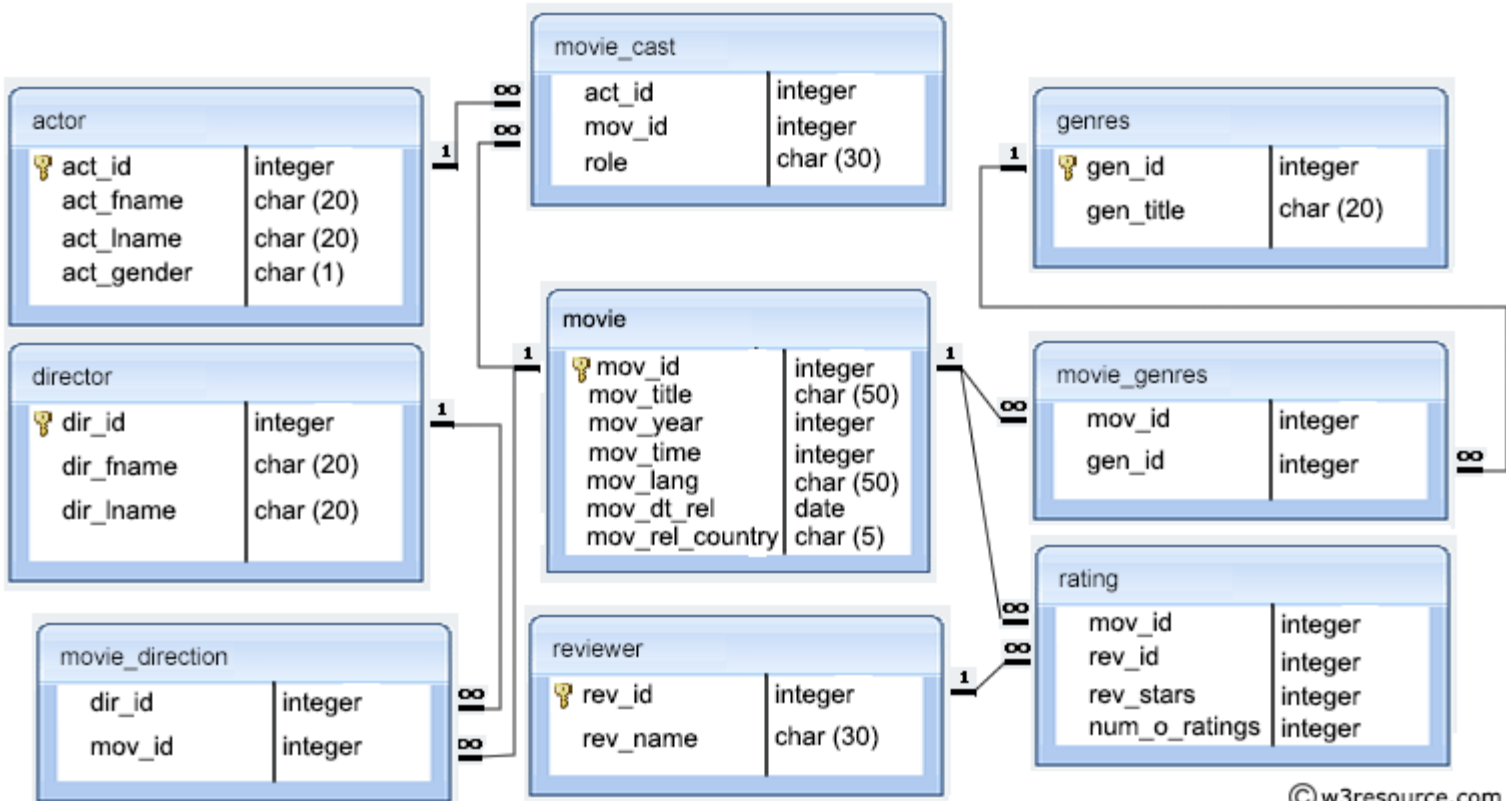 movie_cast
act_id integer
mov_id integer
role char (30)
actor
act_id integer
act_fname char (20)
act_lname char (20)
act_gender char (1)
genres
gen_id integer
gen_title char (20)
movie
mov_id integer
mov_title char (50)
mov_year integer
mov_time integer
mov_lang char (50)
mov_dt_rel date
mov_rel_country char (5)
director
dir_id integer
dir_fname char (20)
dir_lname char (20)
movie_genres
mov_id integer
gen_id integer
rating
mov_id integer
rev_id integer
rev_stars integer
num_o_ratings integer
movie_direction
dir_id integer
mov_id integer
reviewer
rev_id integer
rev_name char (30)
1
∞
∞
1
1
1
1
∞
∞
∞
∞
1
∞
∞
© w3resource.com